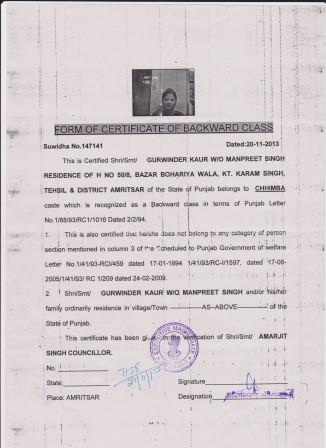 FORM OF CERTIFICATE OF BACKWARD CLASS
Suwidha No.147141 Dated:20-11-2013
This is Certified Shri/Smt/ GURWINDER KAUR W/O MANPREET SINGH
RESIDENCE OF H NO 50/8, BAZAR BOHARIYA WALA, KT. KARAM SINGH,
TEHSIL & DISTRICT AMRITSAR of the State of Punjab belongs to CHHIMBA
caste which is recognized as a Backward class in terms of Punjab Letter
No.1/88/93/RC/1/1016 Dated 2/2/94.
1. This is also certified that he/she does not belong to any category of person
section mentioned in column 3 of the Scheduled to Punjab Government of welfare
Letter No.1/41/93-RCI/459 dated 17-01-1994 1/41/93/RC-I/1597, dated 17-08-
2005/1/41/93/ RC 1/209 dated 24-02-2009.
2. Shri/Smt/ GURWINDER KAUR W/O MANPREET SINGH and/or his/her
family ordinarily residence in village/Town ----AS--ABOVE---- of the
State of Punjab.
This certificate has been in the verification of Shri/Smt/ AMARJIT
SINGH COUNCILLOR.
EXECUTIVE MAGISTRATE
No.
State: Signature
Place: AMRITSAR Designation